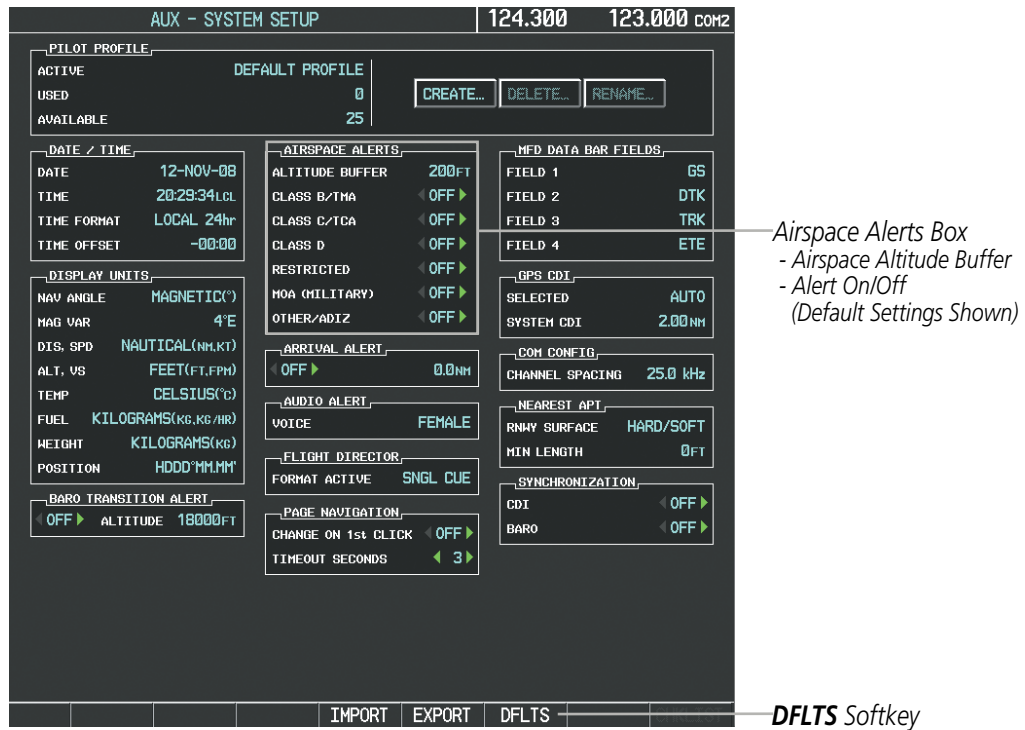 AUX - SYSTEM SETUP 124.300 123.000 COM2
PILOT PROFILE
ACTIVE DEFAULT PROFILE
USED 0
AVAILABLE 25
CREATE... DELETE... RENAME...
DATE / TIME
DATE 12-NOV-08
TIME 20:29:34LCL
TIME FORMAT LOCAL 24hr
TIME OFFSET -00:00
DISPLAY UNITS
NAV ANGLE MAGNETIC(°)
MAG VAR 4°E
DIS, SPD NAUTICAL(NM,KT)
ALT, VS FEET(FT,FPM)
TEMP CELSIUS(°C)
FUEL KILOGRAMS(KG,KG/HR)
WEIGHT KILOGRAMS(KG)
POSITION HDDD°MM.MM'
BARO TRANSITION ALERT
OFF ALTITUDE 18000FT
AIRSPACE ALERTS
ALTITUDE BUFFER 200FT
CLASS B/TMA OFF
CLASS C/TCA OFF
CLASS D OFF
RESTRICTED OFF
MOA (MILITARY) OFF
OTHER/ADIZ OFF
ARRIVAL ALERT
OFF 0.0NM
AUDIO ALERT
VOICE FEMALE
FLIGHT DIRECTOR
FORMAT ACTIVE SNGL CUE
PAGE NAVIGATION
CHANGE ON 1st CLICK OFF
TIMEOUT SECONDS 3
MFD DATA BAR FIELDS
FIELD 1 GS
FIELD 2 DTK
FIELD 3 TRK
FIELD 4 ETE
GPS CDI
SELECTED AUTO
SYSTEM CDI 2.00NM
COM CONFIG
CHANNEL SPACING 25.0 kHz
NEAREST APT
RNWY SURFACE HARD/SOFT
MIN LENGTH 0FT
SYNCHRONIZATION
CDI OFF
BARO OFF
Airspace Alerts Box
- Airspace Altitude Buffer
- Alert On/Off
(Default Settings Shown)
IMPORT EXPORT DFLTS CHKLIST
DFLTS Softkey